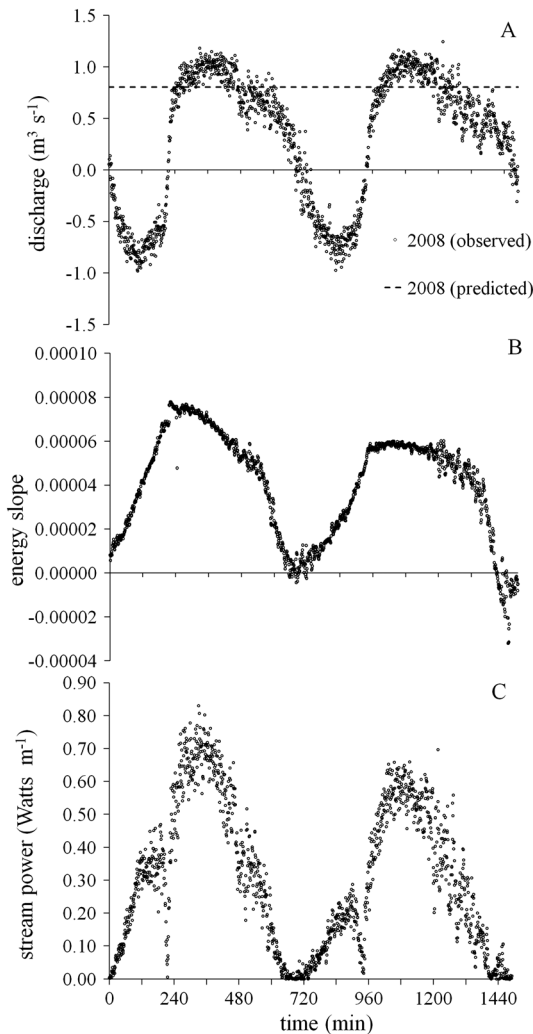 A
1.5
1.0
0.5
0.0
-0.5
-1.0
-1.5
discharge (m³ s⁻¹)
2008 (observed)
2008 (predicted)
B
0.00010
0.00008
0.00006
0.00004
0.00002
0.00000
-0.00002
-0.00004
energy slope
C
0.90
0.80
0.70
0.60
0.50
0.40
0.30
0.20
0.10
0.00
stream power (Watts m⁻¹)
0 240 480 720 960 1200 1440
time (min)